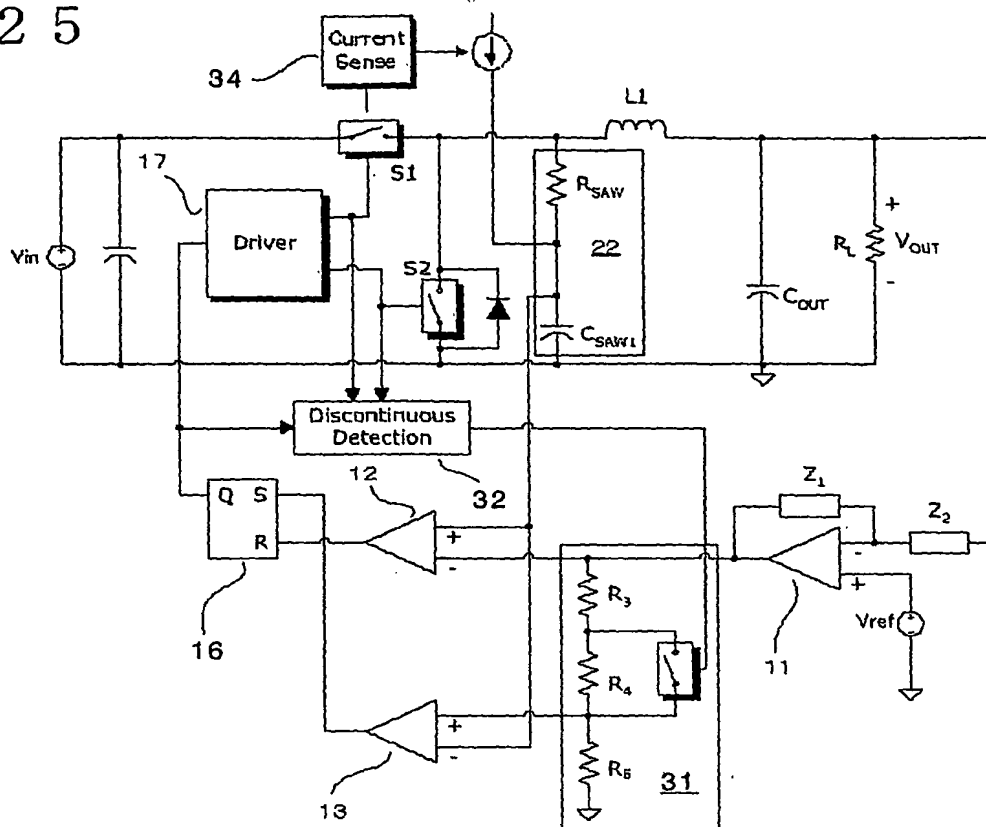 2 5
Current
Sense
34
L1
S1
17
R_SAW
Driver
22
Vin
S2
+
R_L
V_OUT
-
C_OUT
C_SAW1
Discontinuous
Detection
12
32
Z_1
Q S
R
Z_2
+
-
-
+
R_3
Vref
16
11
R_4
+
-
R_5
31
13